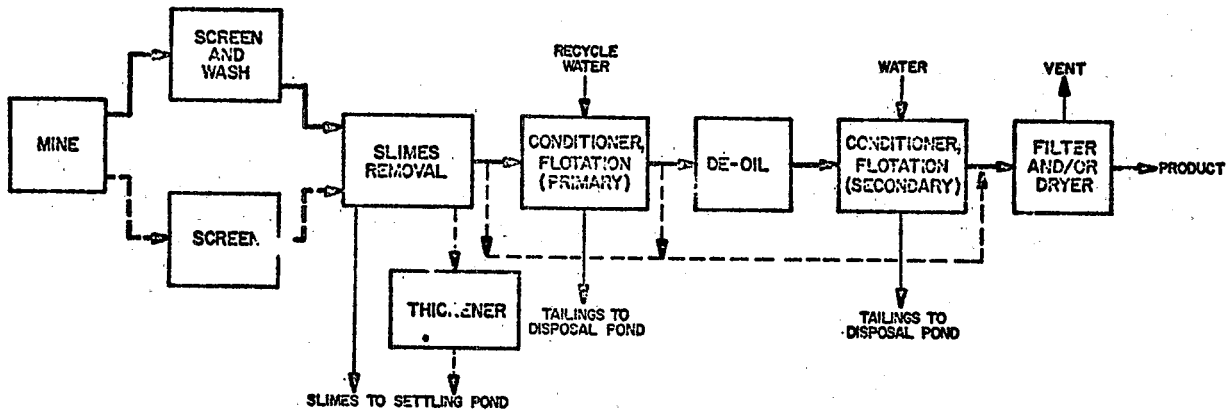 SCREEN
AND
WASH
MINE
SCREEN
SLIMES
REMOVAL
RECYCLE
WATER
CONDITIONER,
FLOTATION
(PRIMARY)
DE-OIL
WATER
CONDITIONER,
FLOTATION
(SECONDARY)
VENT
FILTER
AND/OR
DRYER
PRODUCT
THICKENER
TAILINGS TO
DISPOSAL POND
TAILINGS TO
DISPOSAL POND
SLIMES TO SETTLING POND